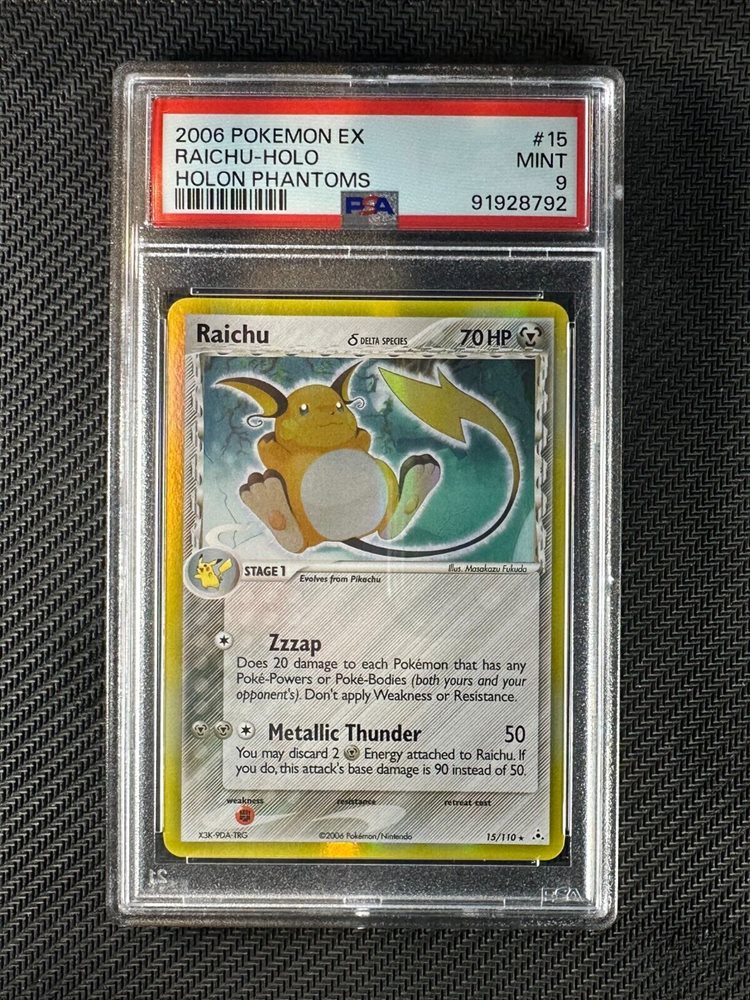 2006 POKEMON EX #15
RAICHU-HOLO MINT
HOLON PHANTOMS 9
PSA 91928792
Raichu δ DELTA SPECIES 70 HP
STAGE 1 Illus. Masakazu Fukuda
Evolves from Pikachu
Zzzap
Does 20 damage to each Pokémon that has any
Poké-Powers or Poké-Bodies (both yours and your
opponent's). Don't apply Weakness or Resistance.
Metallic Thunder 50
You may discard 2 Energy attached to Raichu. If
you do, this attack's base damage is 90 instead of 50.
weakness resistance retreat cost
X3K-9DA-TRG ©2006 Pokémon/Nintendo 15/110 ★
PSA